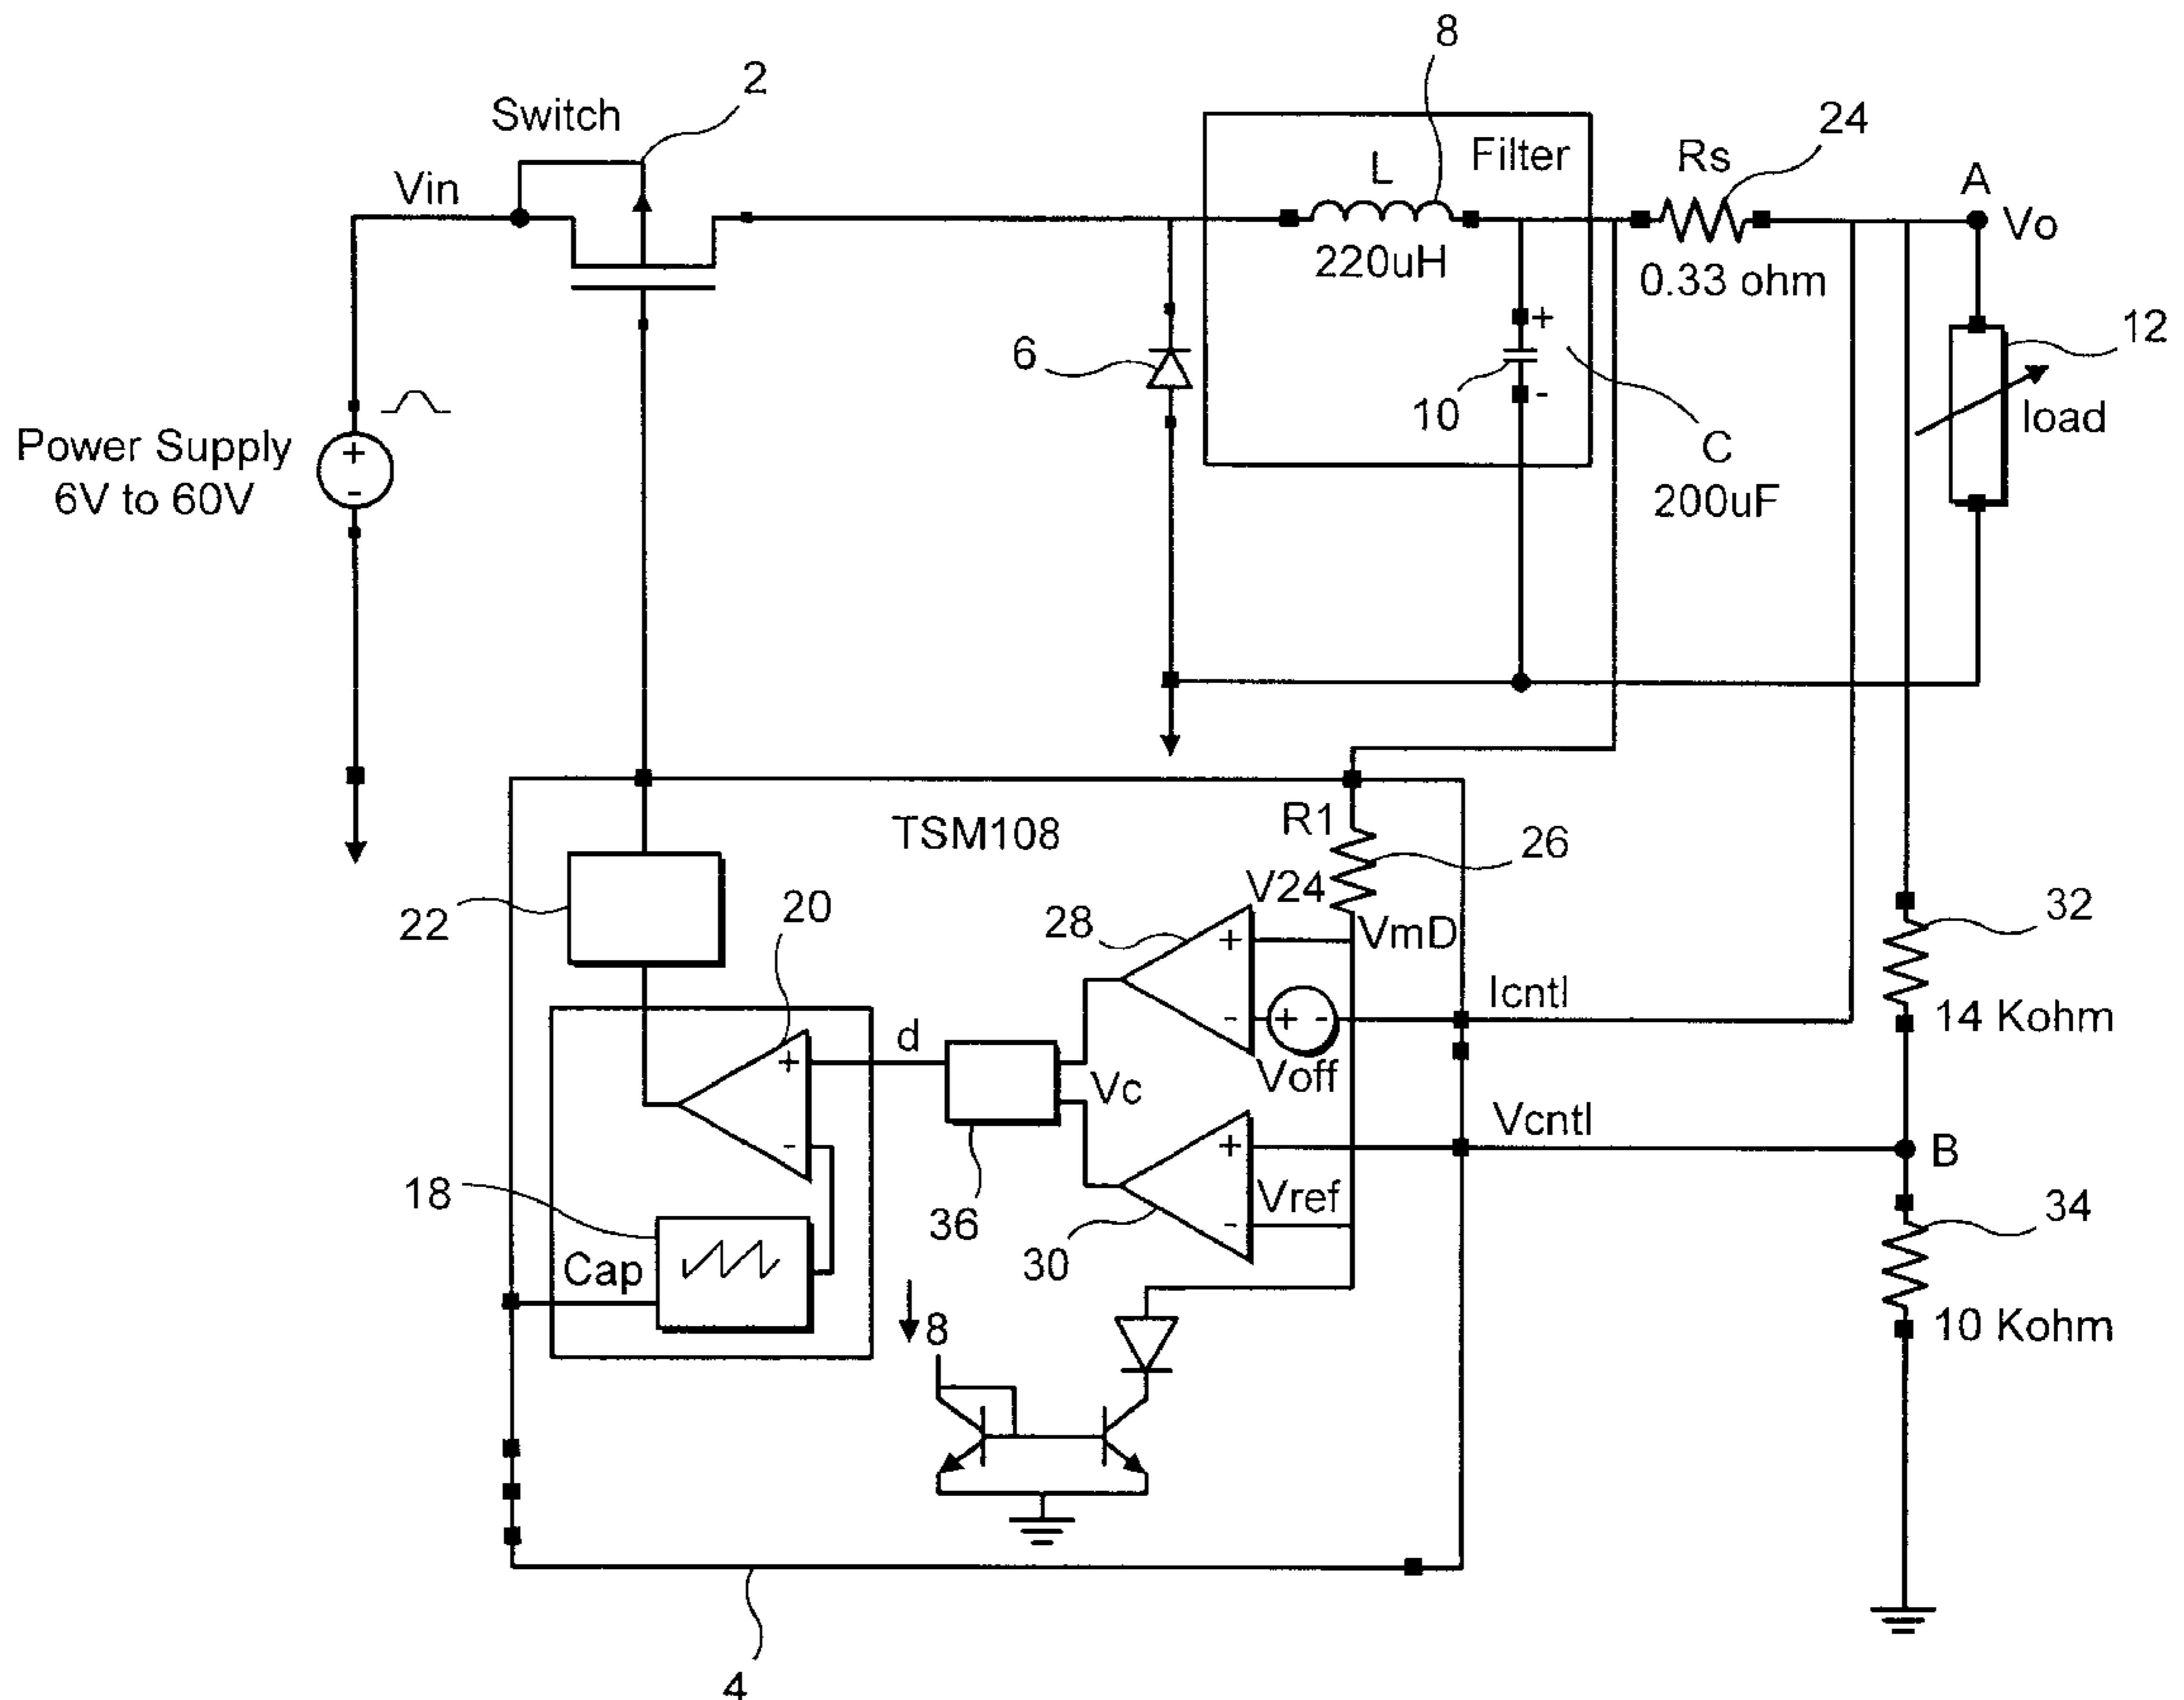 8
2
Switch
24
Filter
Rs
L
Vin
A
Vo
220uH
0.33 ohm
12
6
+
10
-
load
Power Supply
6V to 60V
+
-
C
200uF
TSM108
R1
26
V24
22
20
28
+
VmD
32
Icntl
14 Kohm
d
+
-
+ -
Voff
Vc
Vcntl
-
+
B
18
36
Vref
34
30
-
Cap
8
10 Kohm
4